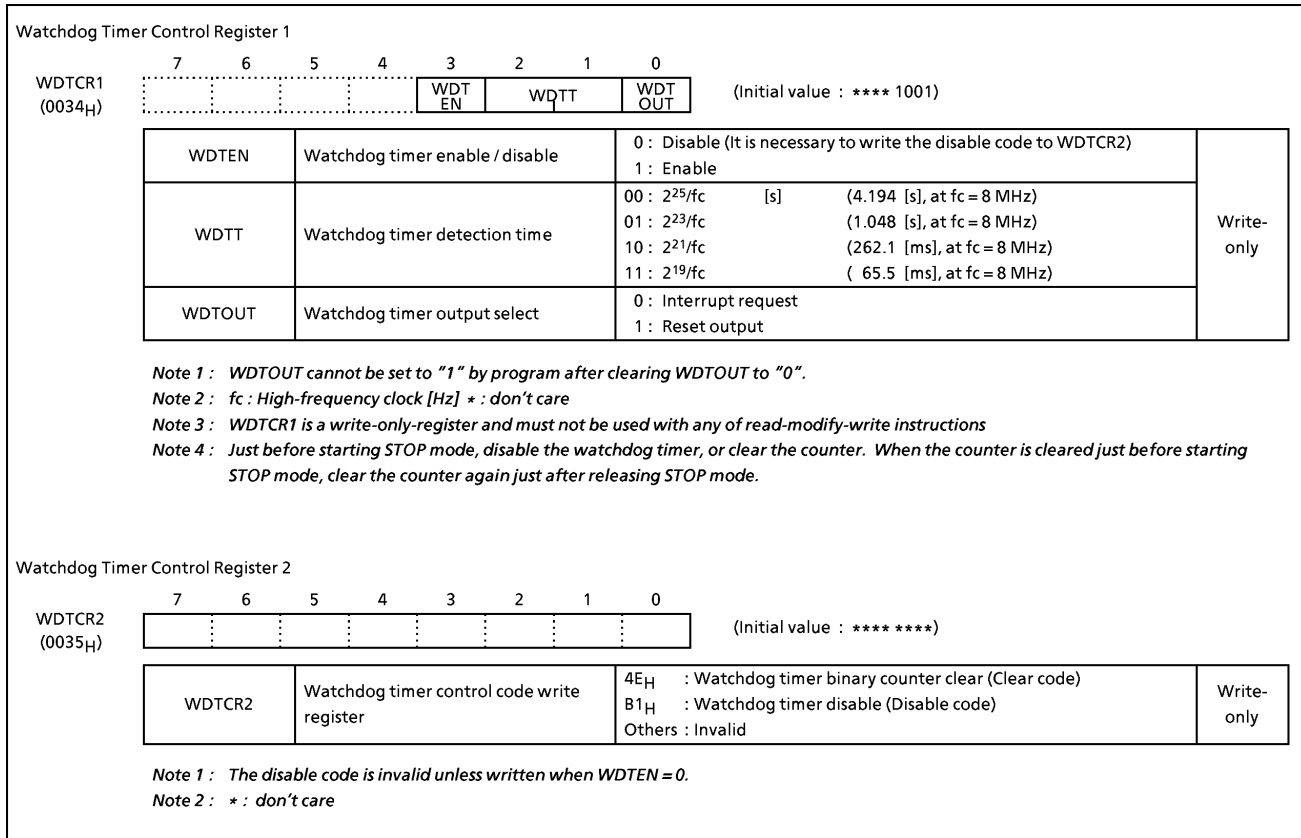 Watchdog Timer Control Register 1
7 6 5 4 3 2 1 0
WDTCR1
(0034H)
WDT
EN
WDTT
WDT
OUT
(Initial value : **** 1001)
WDTEN
Watchdog timer enable / disable
0 : Disable (It is necessary to write the disable code to WDTCR2)
1 : Enable
WDTT
Watchdog timer detection time
00 : 2^25/fc [s] (4.194 [s], at fc = 8 MHz)
01 : 2^23/fc (1.048 [s], at fc = 8 MHz)
10 : 2^21/fc (262.1 [ms], at fc = 8 MHz)
11 : 2^19/fc ( 65.5 [ms], at fc = 8 MHz)
WDTOUT
Watchdog timer output select
0 : Interrupt request
1 : Reset output
Write-
only
Note 1 : WDTOUT cannot be set to "1" by program after clearing WDTOUT to "0".
Note 2 : fc : High-frequency clock [Hz] * : don't care
Note 3 : WDTCR1 is a write-only-register and must not be used with any of read-modify-write instructions
Note 4 : Just before starting STOP mode, disable the watchdog timer, or clear the counter. When the counter is cleared just before starting
STOP mode, clear the counter again just after releasing STOP mode.
Watchdog Timer Control Register 2
7 6 5 4 3 2 1 0
WDTCR2
(0035H)
(Initial value : **** ****)
WDTCR2
Watchdog timer control code write
register
4EH : Watchdog timer binary counter clear (Clear code)
B1H : Watchdog timer disable (Disable code)
Others : Invalid
Write-
only
Note 1 : The disable code is invalid unless written when WDTEN = 0.
Note 2 : * : don't care